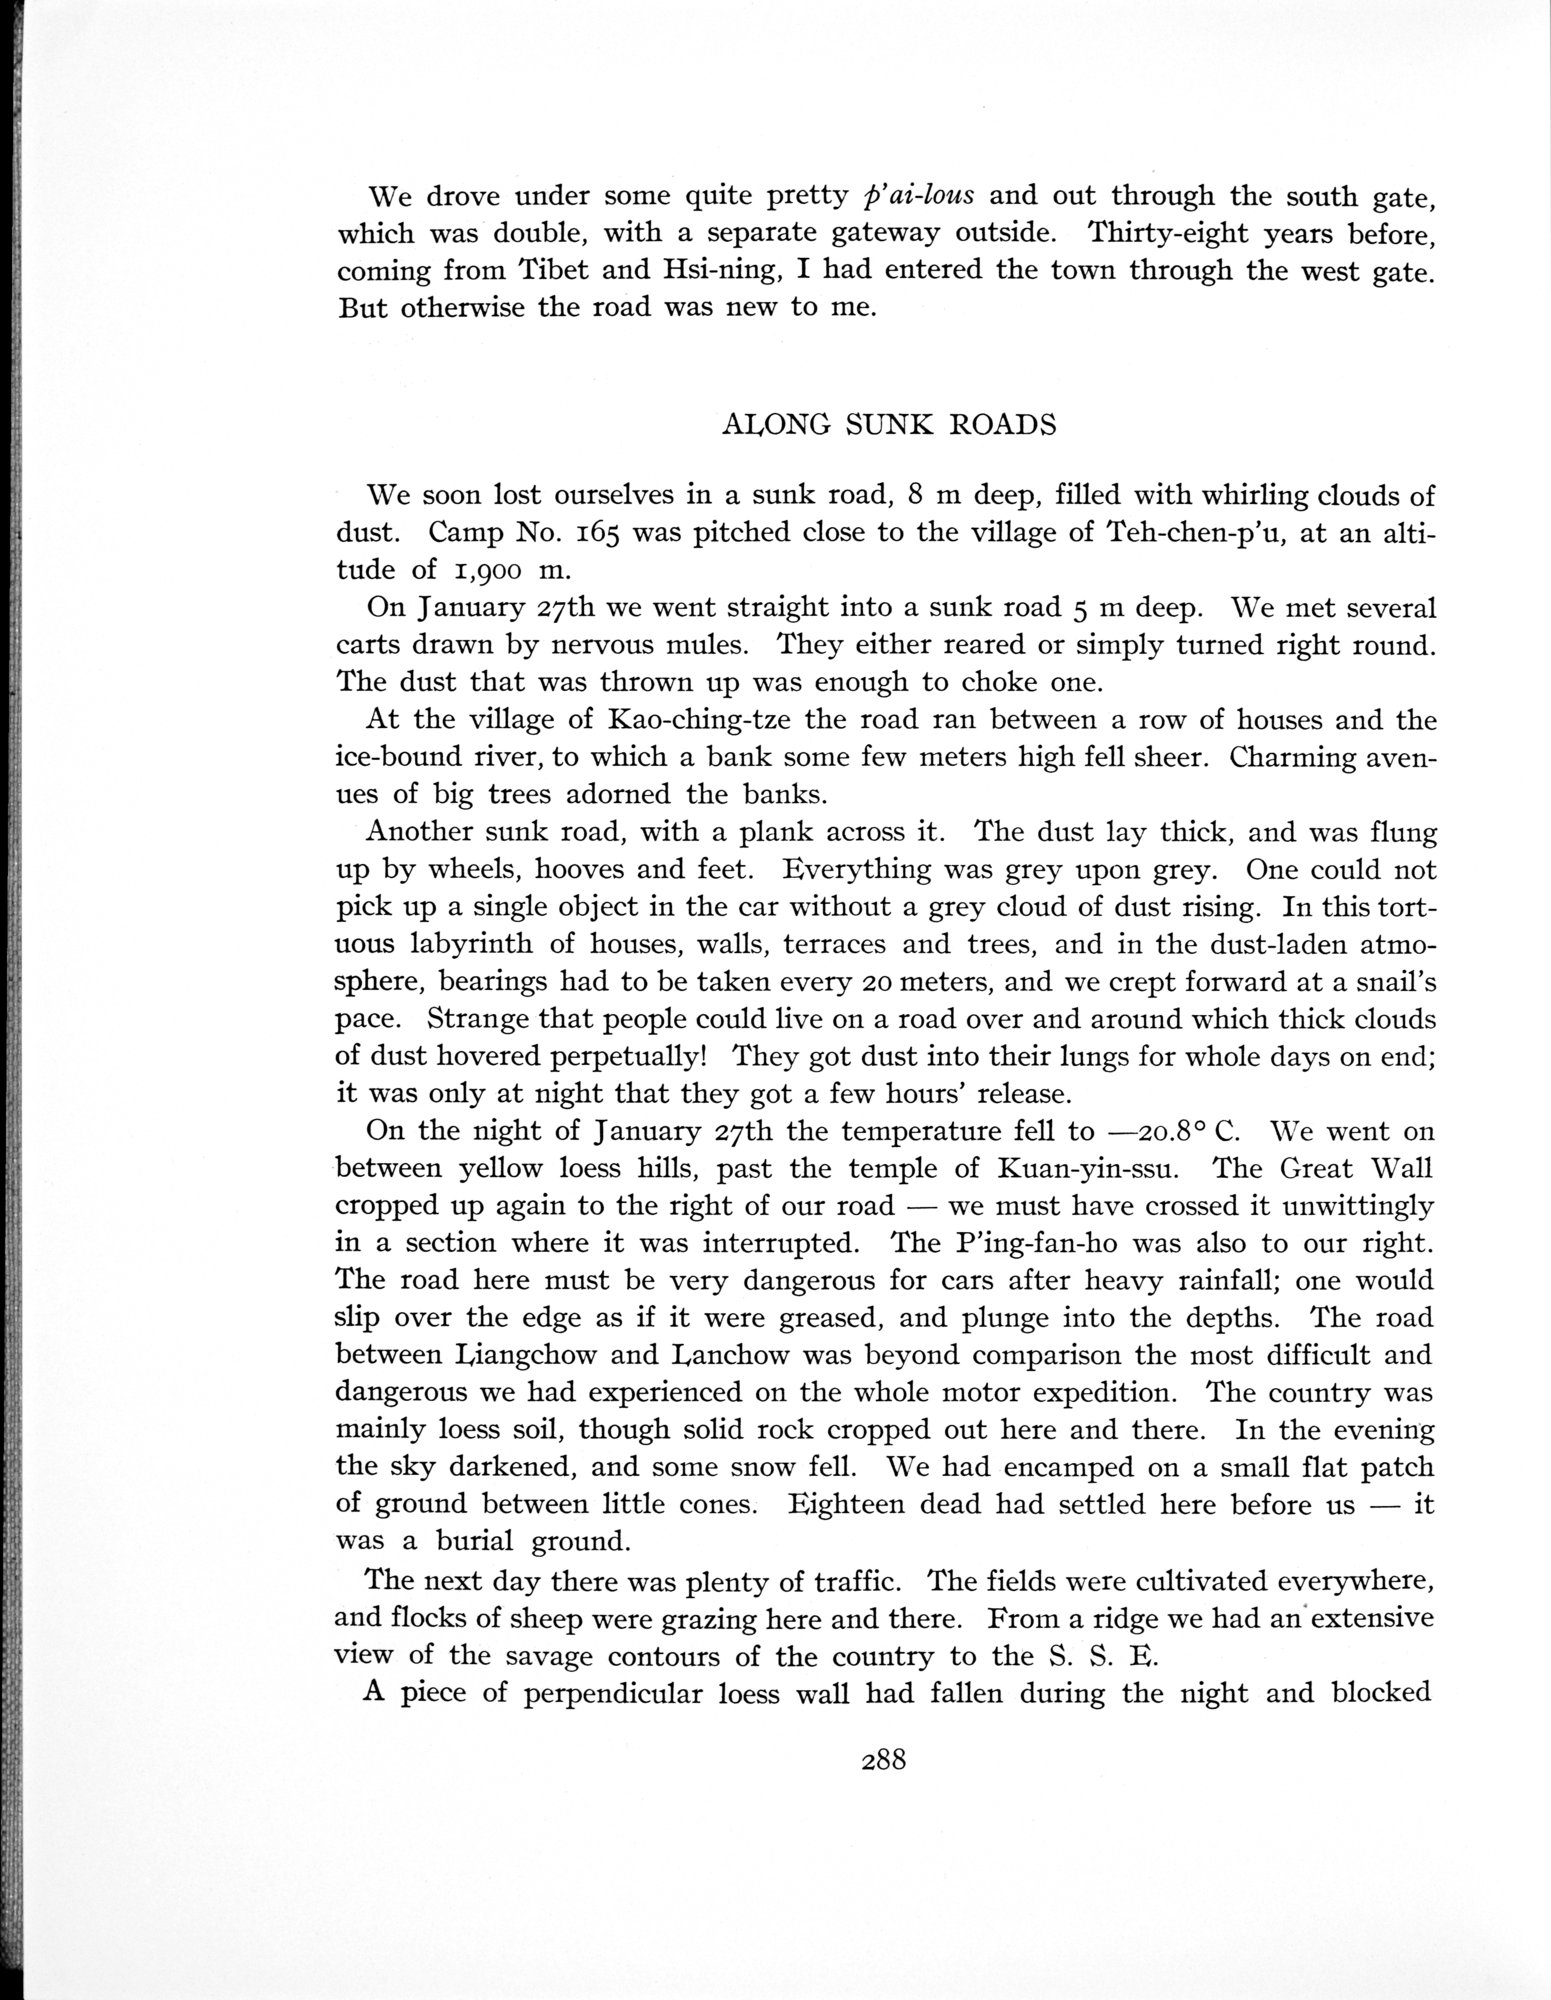 We drove under some quite pretty p'ai-lous and out through the south gate,
which was double, with a separate gateway outside. Thirty-eight years before,
coming from Tibet and Hsi-ning, I had entered the town through the west gate.
But otherwise the road was new to me.
ALONG SUNK ROADS
We soon lost ourselves in a sunk road, 8 m deep, filled with whirling clouds of
dust. Camp No. 165 was pitched close to the village of Teh-chen-p'u, at an alti-
tude of 1,900 m.
On January 27th we went straight into a sunk road 5 m deep. We met several
carts drawn by nervous mules. They either reared or simply turned right round.
The dust that was thrown up was enough to choke one.
At the village of Kao-ching-tze the road ran between a row of houses and the
ice-bound river, to which a bank some few meters high fell sheer. Charming aven-
ues of big trees adorned the banks.
Another sunk road, with a plank across it. The dust lay thick, and was flung
up by wheels, hooves and feet. Everything was grey upon grey. One could not
pick up a single object in the car without a grey cloud of dust rising. In this tort-
uous labyrinth of houses, walls, terraces and trees, and in the dust-laden atmo-
sphere, bearings had to be taken every 20 meters, and we crept forward at a snail's
pace. Strange that people could live on a road over and around which thick clouds
of dust hovered perpetually! They got dust into their lungs for whole days on end;
it was only at night that they got a few hours' release.
On the night of January 27th the temperature fell to —20.8° C. We went on
between yellow loess hills, past the temple of Kuan-yin-ssu. The Great Wall
cropped up again to the right of our road — we must have crossed it unwittingly
in a section where it was interrupted. The P'ing-fan-ho was also to our right.
The road here must be very dangerous for cars after heavy rainfall; one would
slip over the edge as if it were greased, and plunge into the depths. The road
between Liangchow and Lanchow was beyond comparison the most difficult and
dangerous we had experienced on the whole motor expedition. The country was
mainly loess soil, though solid rock cropped out here and there. In the evening
the sky darkened, and some snow fell. We had encamped on a small flat patch
of ground between little cones. Eighteen dead had settled here before us — it
was a burial ground.
The next day there was plenty of traffic. The fields were cultivated everywhere,
and flocks of sheep were grazing here and there. From a ridge we had an extensive
view of the savage contours of the country to the S. S. E.
A piece of perpendicular loess wall had fallen during the night and blocked
288